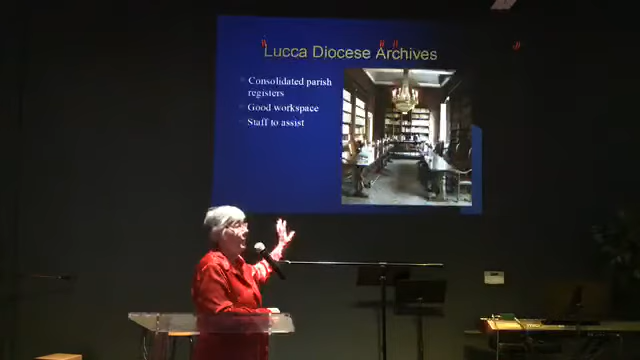 Lucca Diocese Archives
Consolidated parish
registers
Good workspace
Staff to assist